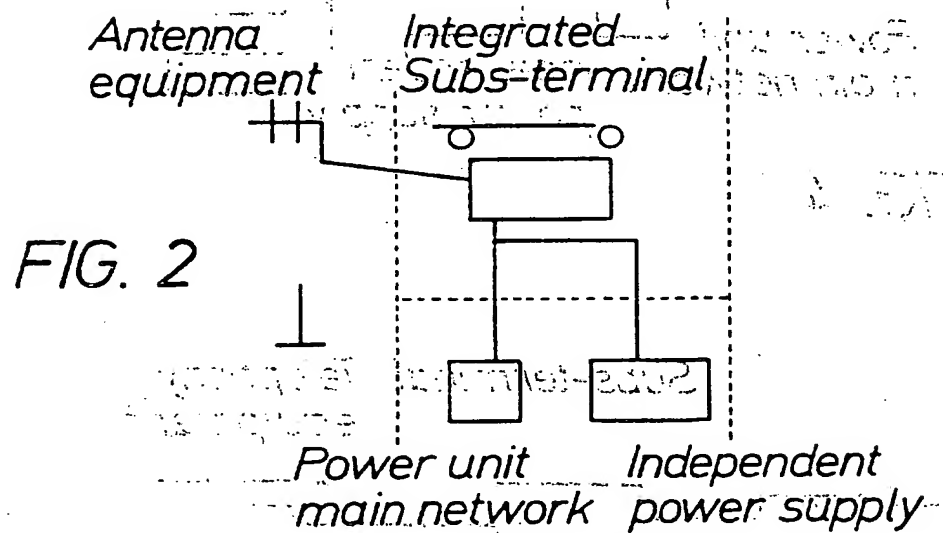 Antenna
equipment
Integrated
Subs-terminal
FIG. 2
Power unit
main network
Independent
power supply